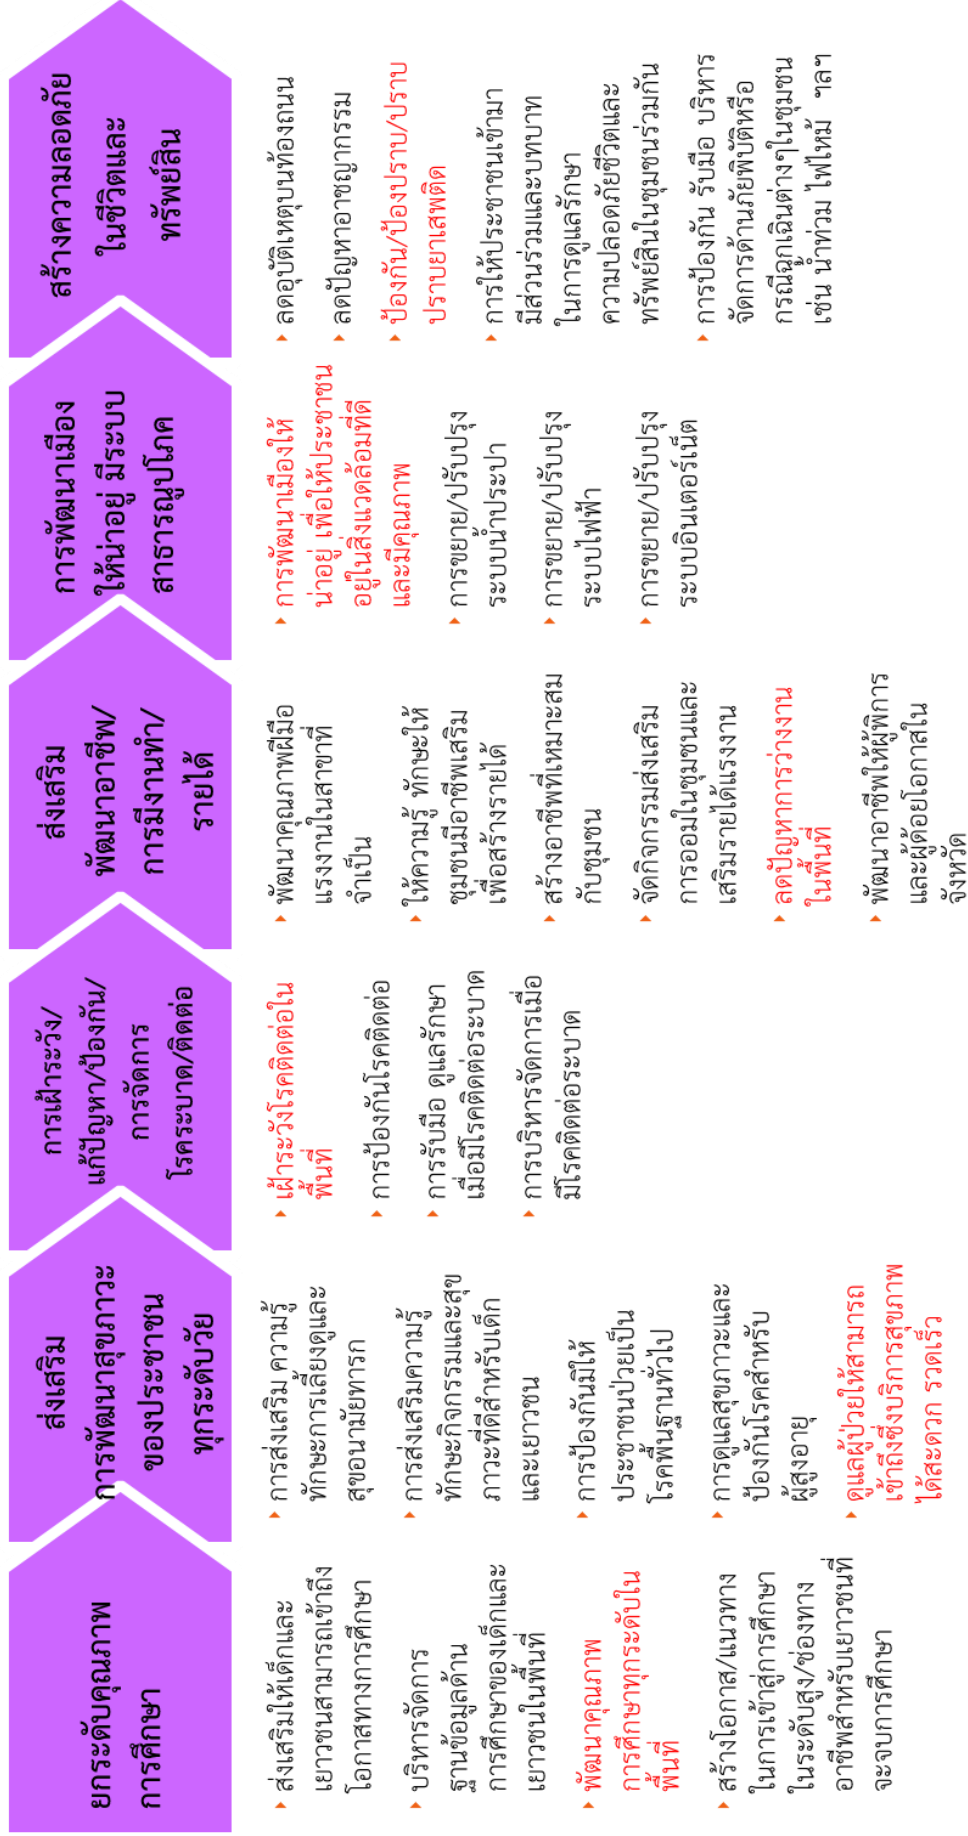 ยกระดับคุณภาพ
การศึกษา
ส่งเสริมให้เด็กและ
เยาวชนสามารถเข้าถึง
โอกาสทางการศึกษา
บริหารจัดการ
ฐานข้อมูลด้าน
การศึกษาของเด็กและ
เยาวชนในพื้นที่
พัฒนาคุณภาพ
การศึกษาทุกระดับใน
พื้นที่
สร้างโอกาส/แนวทาง
ในการเข้าสู่การศึกษา
ในระดับสูง/ช่องทาง
อาชีพสำหรับเยาวชนที่
จะจบการศึกษา
ส่งเสริม
การพัฒนาสุขภาวะ
ของประชาชน
ทุกระดับวัย
การส่งเสริม ความรู้
ทักษะการเลี้ยงดูและ
สุขอนามัยทารก
การส่งเสริมความรู้
ทักษะกิจกรรมและสุข
ภาวะที่ดีสำหรับเด็ก
และเยาวชน
การป้องกันมิให้
ประชาชนป่วยเป็น
โรคพื้นฐานทั่วไป
การดูแลสุขภาวะและ
ป้องกันโรคสำหรับ
ผู้สูงอายุ
ดูแลผู้ป่วยให้สามารถ
เข้าถึงซึ่งบริการสุขภาพ
ได้สะดวก รวดเร็ว
การเฝ้าระวัง/
แก้ปัญหา/ป้องกัน/
การจัดการ
โรคระบาด/ติดต่อ
เฝ้าระวังโรคติดต่อใน
พื้นที่
การป้องกันโรคติดต่อ
การรับมือ ดูแลรักษา
เมื่อมีโรคติดต่อระบาด
การบริหารจัดการเมื่อ
มีโรคติดต่อระบาด
ส่งเสริม
พัฒนาอาชีพ/
การมีงานทำ/
รายได้
พัฒนาคุณภาพฝีมือ
แรงงานในสาขาที่
จำเป็น
ให้ความรู้ ทักษะให้
ชุมชนมีอาชีพเสริม
เพื่อสร้างรายได้
สร้างอาชีพที่เหมาะสม
กับชุมชน
จัดกิจกรรมส่งเสริม
การออมในชุมชนและ
เสริมรายได้แรงงาน
ลดปัญหาการว่างงาน
ในพื้นที่
พัฒนาอาชีพให้ผู้พิการ
และผู้ด้อยโอกาสใน
จังหวัด
การพัฒนาเมือง
ให้น่าอยู่ มีระบบ
สาธารณูปโภค
การพัฒนาเมืองให้
น่าอยู่ เพื่อให้ประชาชน
อยู่ในสิ่งแวดล้อมที่ดี
และมีคุณภาพ
การขยาย/ปรับปรุง
ระบบน้ำประปา
การขยาย/ปรับปรุง
ระบบไฟฟ้า
การขยาย/ปรับปรุง
ระบบอินเตอร์เน็ต
สร้างความลอดภัย
ในชีวิตและ
ทรัพย์สิน
ลดอุบัติเหตุบนท้องถนน
ลดปัญหาอาชญากรรม
ป้องกัน/ป้องปราบ/ปราบ
ปราบยาเสพติด
การให้ประชาชนเข้ามา
มีส่วนร่วมและบทบาท
ในการดูแลรักษา
ความปลอดภัยชีวิตและ
ทรัพย์สินในชุมชนร่วมกัน
การป้องกัน รับมือ บริหาร
จัดการด้านภัยพิบัติหรือ
กรณีฉุกเฉินต่างๆในชุมชน
เช่น น้ำท่วม ไฟไหม้ ฯลฯ